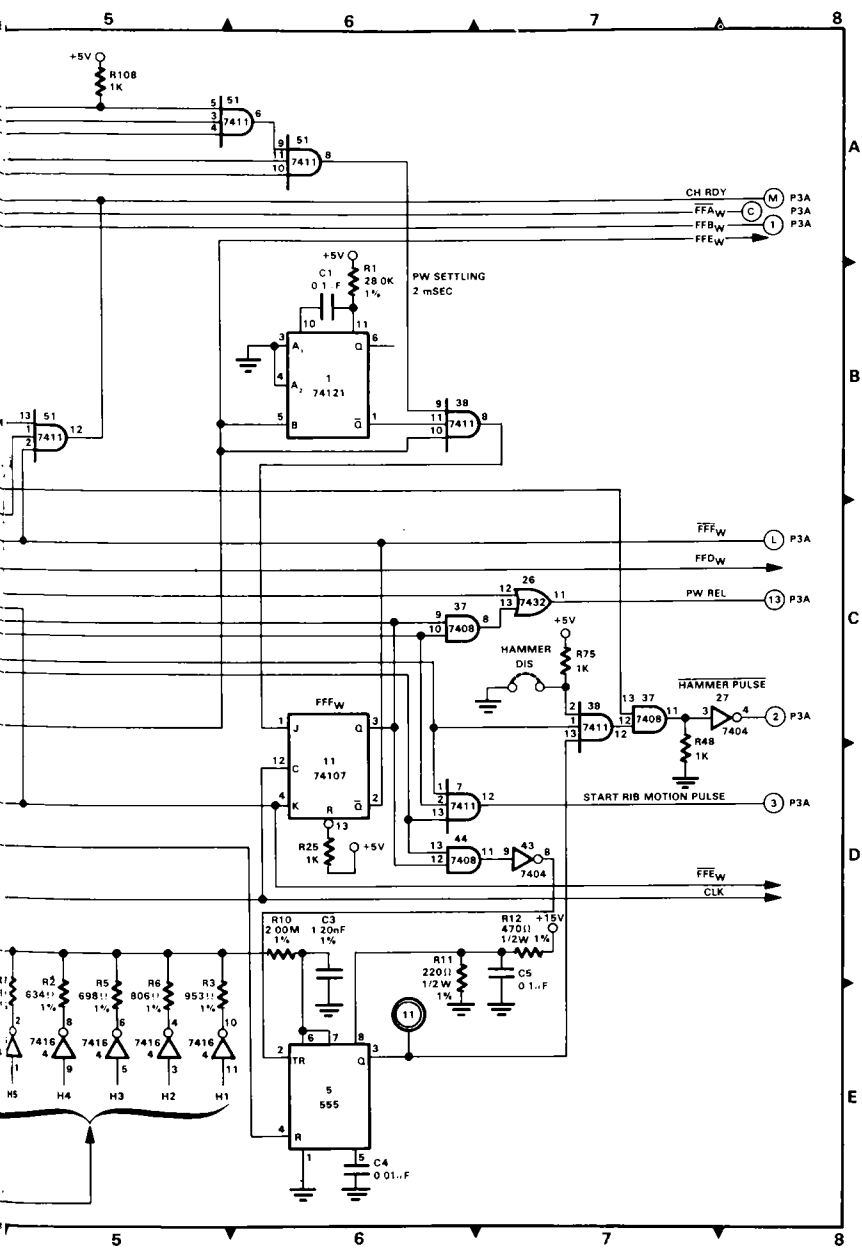 5 6 7 8
+5V
R108
1K
5 51
3 7411 6
4
9 51
11 7411 8
10
A
CH RDY M P3A
FFAW C P3A
FFBW 1 P3A
FFEW
+5V
C1 R1
0.1 F 28.0K
1%
PW SETTLING
2 mSEC
10 11
3 A1 Q 6
4 A2
1
74121
5 B Q 1
B
9 38
11 7411 8
10
13 51
1 7411 12
2
FFFW L P3A
FFDW
26
12
13 7432 11
PW REL 13 P3A
37
9
10 7408 8
C
+5V
R75
1K
HAMMER
DIS
HAMMER PULSE
FFFW
1 J Q 3
12 C
11
74107
4 K R Q 2
13
R25
1K
+5V
2 38
1 7411
13 12
13 37
12 7408 11
27
3 4
7404
2 P3A
R48
1K
1 7
2 7411 12
13
START RIB MOTION PULSE 3 P3A
44
13
12 7408 11
43
9 8
7404
D
FFEW
CLK
R10
2.00M
1%
C3
1.20nF
1%
R12
470Ω
1/2W 1%
+15V
R11
220Ω
1/2 W
1%
C5
R2
634Ω
1%
R5
698Ω
1%
R6
806Ω
1%
R3
953Ω
1%
2 8 6 4 10
7416 7416 7416 7416
4 4 4 4
1 9 5 3 11
H5 H4 H3 H2 H1
11
6 7 8
2 TR Q 3
5
555
4 R
1 5
C4
E
5 6 7 8